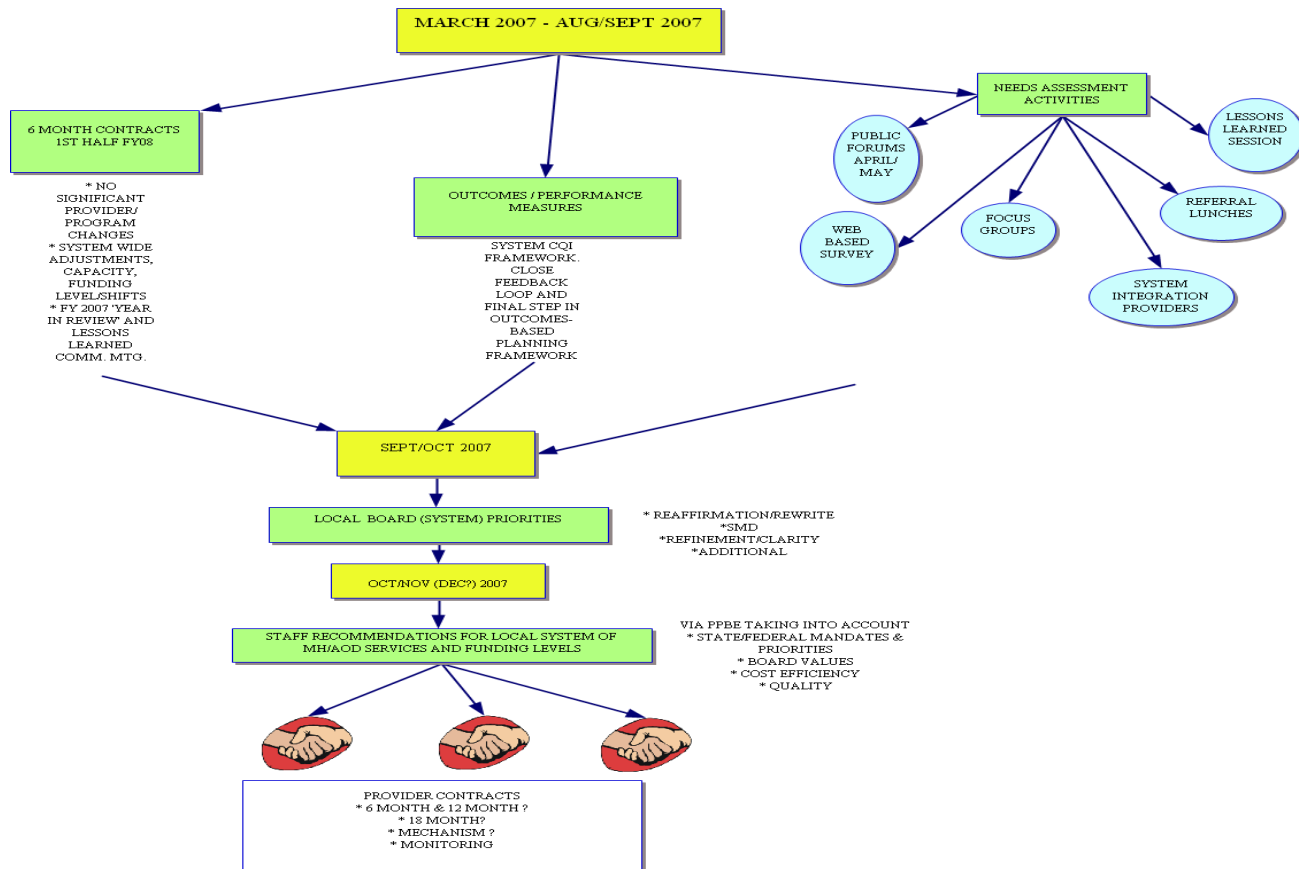 MARCH 2007 - AUG/SEPT 2007
6 MONTH CONTRACTS
1ST HALF FY08
* NO
SIGNIFICANT
PROVIDER/
PROGRAM
CHANGES
* SYSTEM WIDE
ADJUSTMENTS,
CAPACITY,
FUNDING
LEVEL/SHIFTS
* FY 2007 'YEAR
IN REVIEW' AND
LESSONS
LEARNED
COMM. MTG.
OUTCOMES / PERFORMANCE
MEASURES
SYSTEM CQI
FRAMEWORK.
CLOSE
FEEDBACK
LOOP AND
FINAL STEP IN
OUTCOMES-
BASED
PLANNING
FRAMEWORK
NEEDS ASSESSMENT
ACTIVITIES
PUBLIC
FORUMS
APRIL/
MAY
WEB
BASED
SURVEY
FOCUS
GROUPS
SYSTEM
INTEGRATION
PROVIDERS
REFERRAL
LUNCHES
LESSONS
LEARNED
SESSION
SEPT/OCT 2007
LOCAL BOARD (SYSTEM) PRIORITIES
* REAFFIRMATION/REWRITE
*SMD
*REFINEMENT/CLARITY
*ADDITIONAL
OCT/NOV (DEC?) 2007
STAFF RECOMMENDATIONS FOR LOCAL SYSTEM OF
MH/AOD SERVICES AND FUNDING LEVELS
VIA PPBE TAKING INTO ACCOUNT
* STATE/FEDERAL MANDATES &
PRIORITIES
* BOARD VALUES
* COST EFFICIENCY
* QUALITY
PROVIDER CONTRACTS
* 6 MONTH & 12 MONTH ?
* 18 MONTH?
* MECHANISM ?
* MONITORING